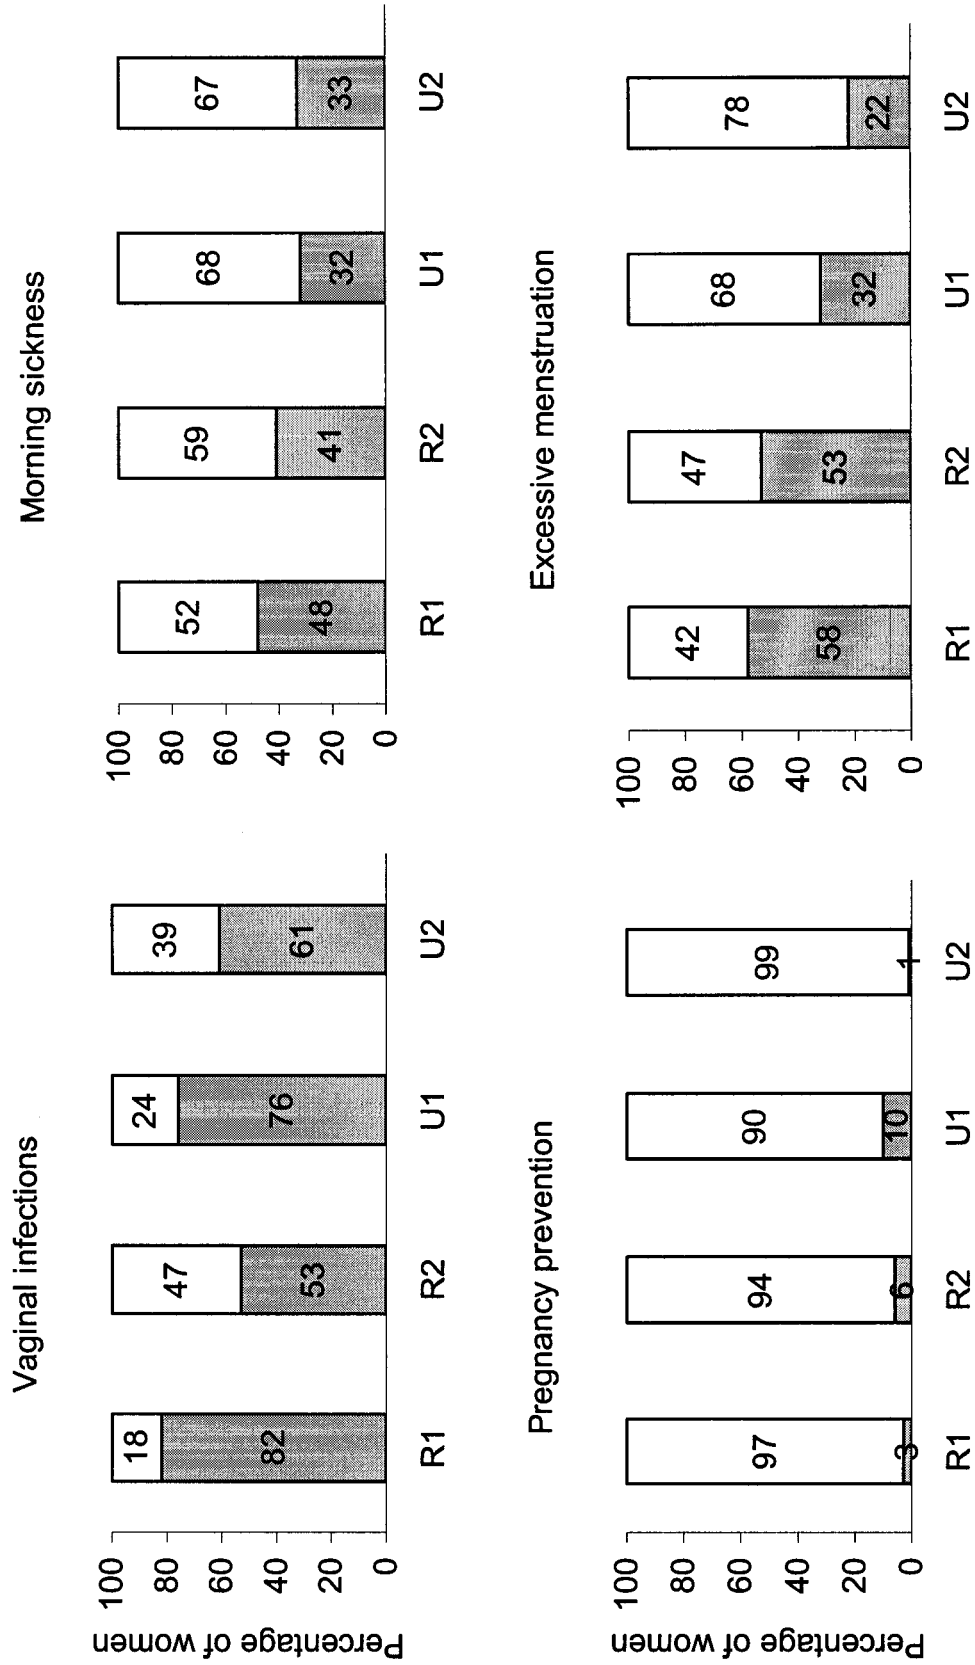 Vaginal infections
Percentage of women
100
80
60
40
20
0
18
82
47
53
24
76
39
61
R1
R2
U1
U2
Morning sickness
100
80
60
40
20
0
52
48
59
41
68
32
67
33
R1
R2
U1
U2
Pregnancy prevention
Percentage of women
100
80
60
40
20
0
97
3
94
6
90
10
99
1
R1
R2
U1
U2
Excessive menstruation
100
80
60
40
20
0
42
58
47
53
68
32
78
22
R1
R2
U1
U2